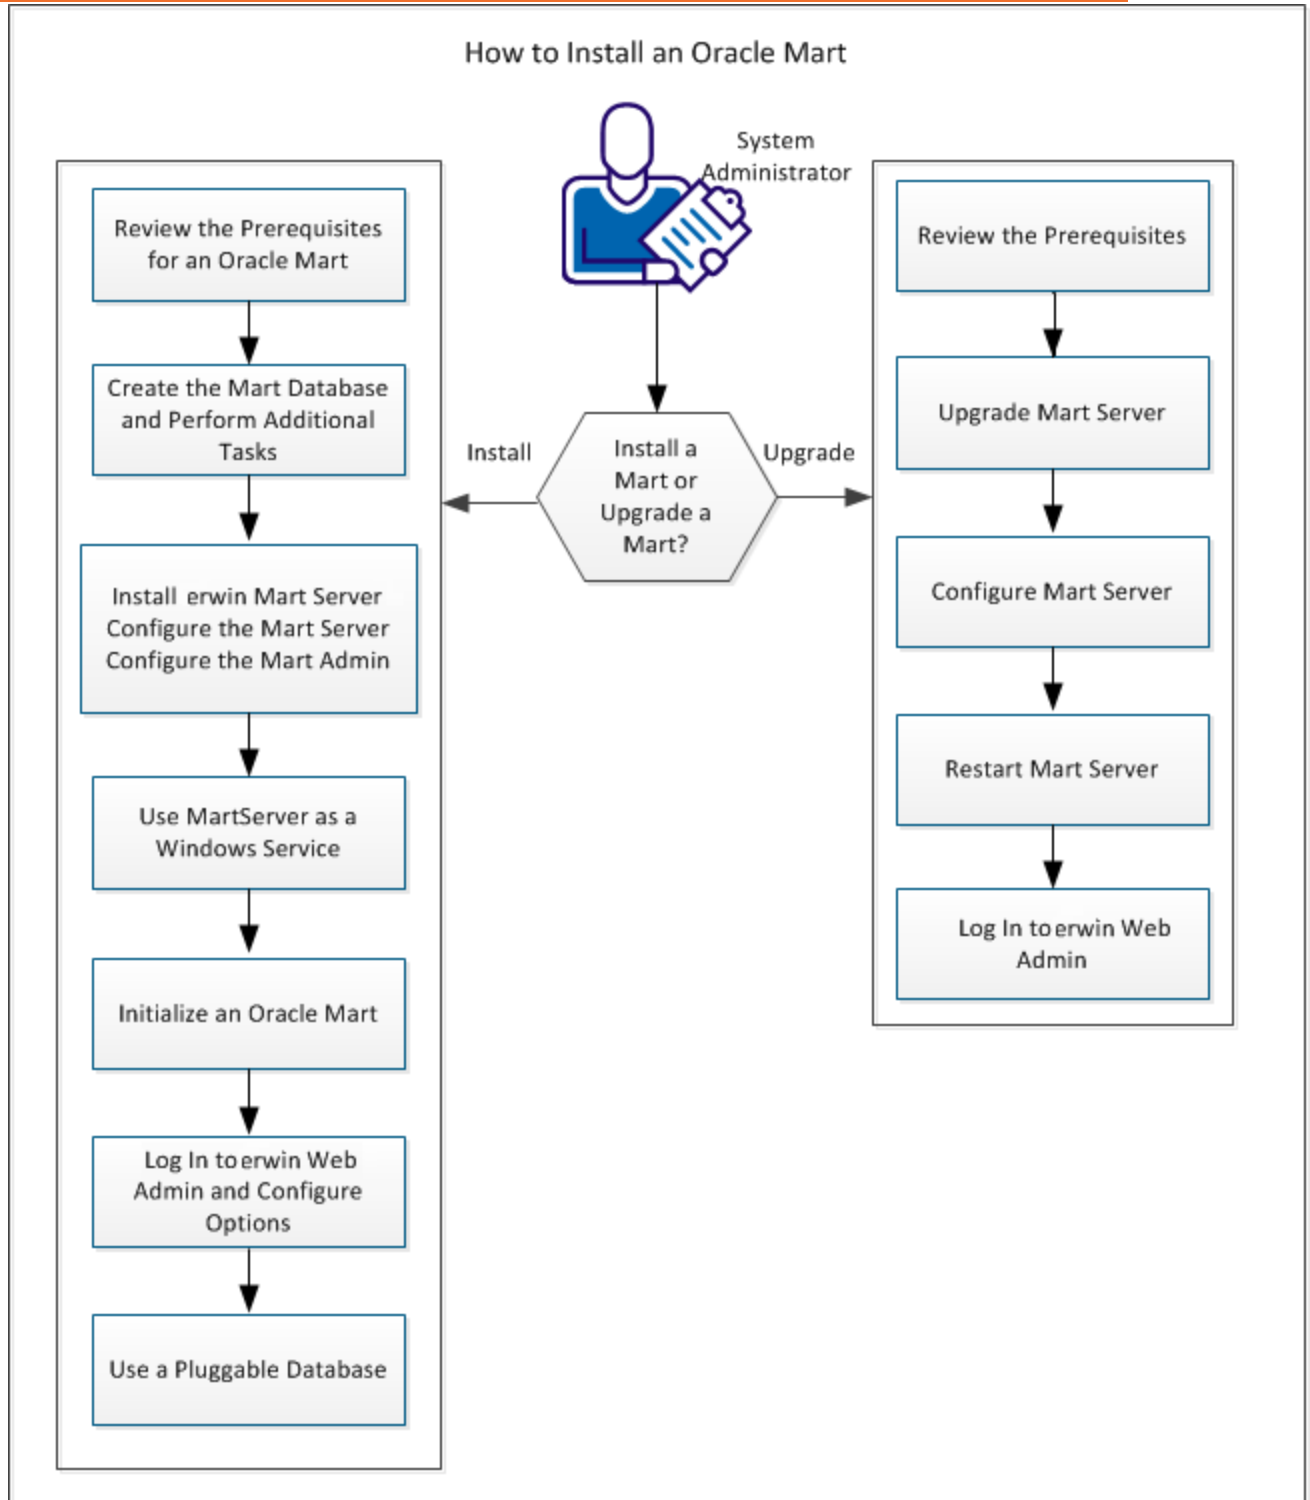 How to Install an Oracle Mart
System
Administrator
Install a
Mart or
Upgrade a
Mart?
Install
Upgrade
Review the Prerequisites
for an Oracle Mart
Create the Mart Database
and Perform Additional
Tasks
Install erwin Mart Server
Configure the Mart Server
Configure the Mart Admin
Use MartServer as a
Windows Service
Initialize an Oracle Mart
Log In to erwin Web
Admin and Configure
Options
Use a Pluggable Database
Review the Prerequisites
Upgrade Mart Server
Configure Mart Server
Restart Mart Server
Log In to erwin Web
Admin